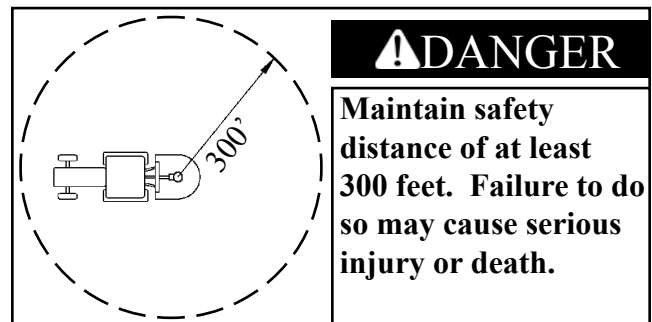 300’
DANGER
Maintain safety
distance of at least
300 feet.  Failure to do
so may cause serious
injury or death.